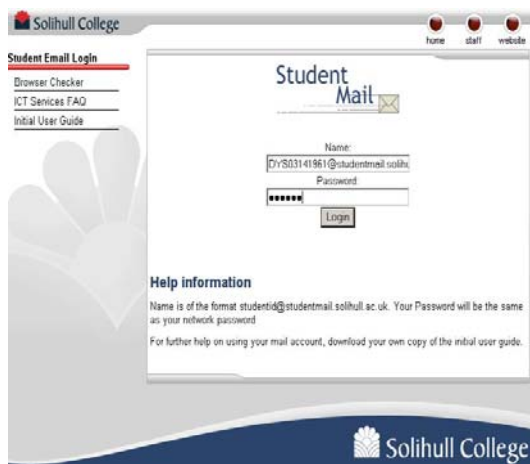 Solihull College
home staff website
Student Email Login
Browser Checker
ICT Services FAQ
Initial User Guide
Student
Mail
Name:
DYS03141961@studentmail.solihu
Password:
Login
Help information
Name is of the format studentid@studentmail.solihull.ac.uk. Your Password will be the same
as your network password
For further help on using your mail account, download your own copy of the initial user guide.
Solihull College